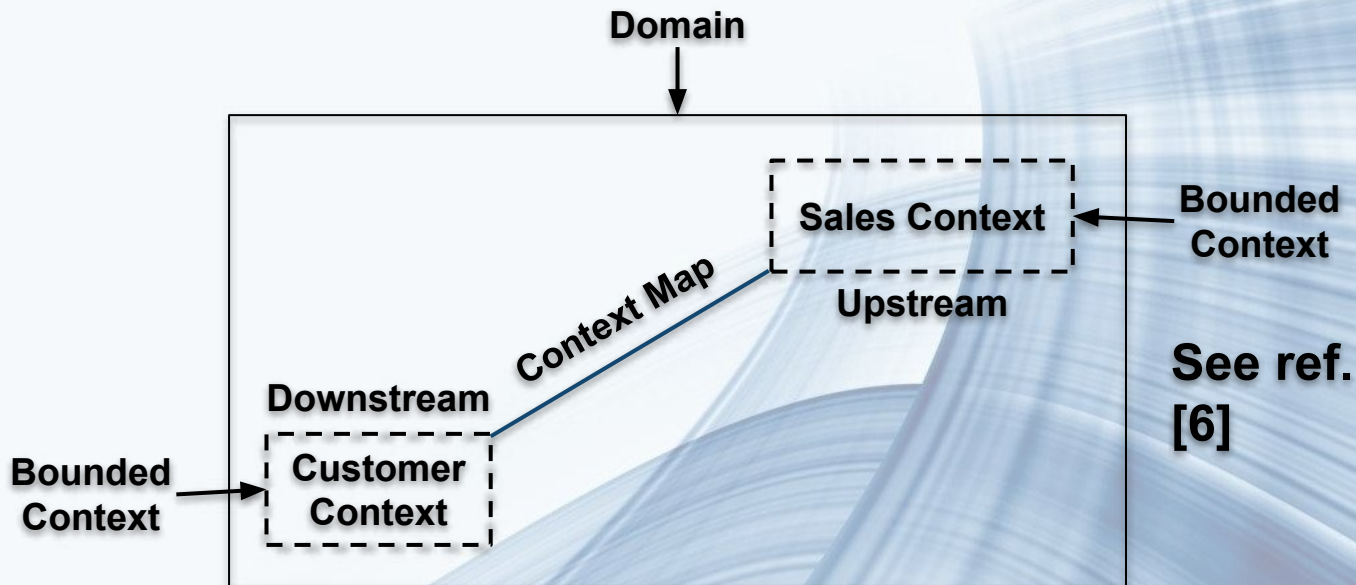 Domain
Sales Context
Bounded
Context
Upstream
Context Map
See ref.
[6]
Downstream
Customer
Context
Bounded
Context